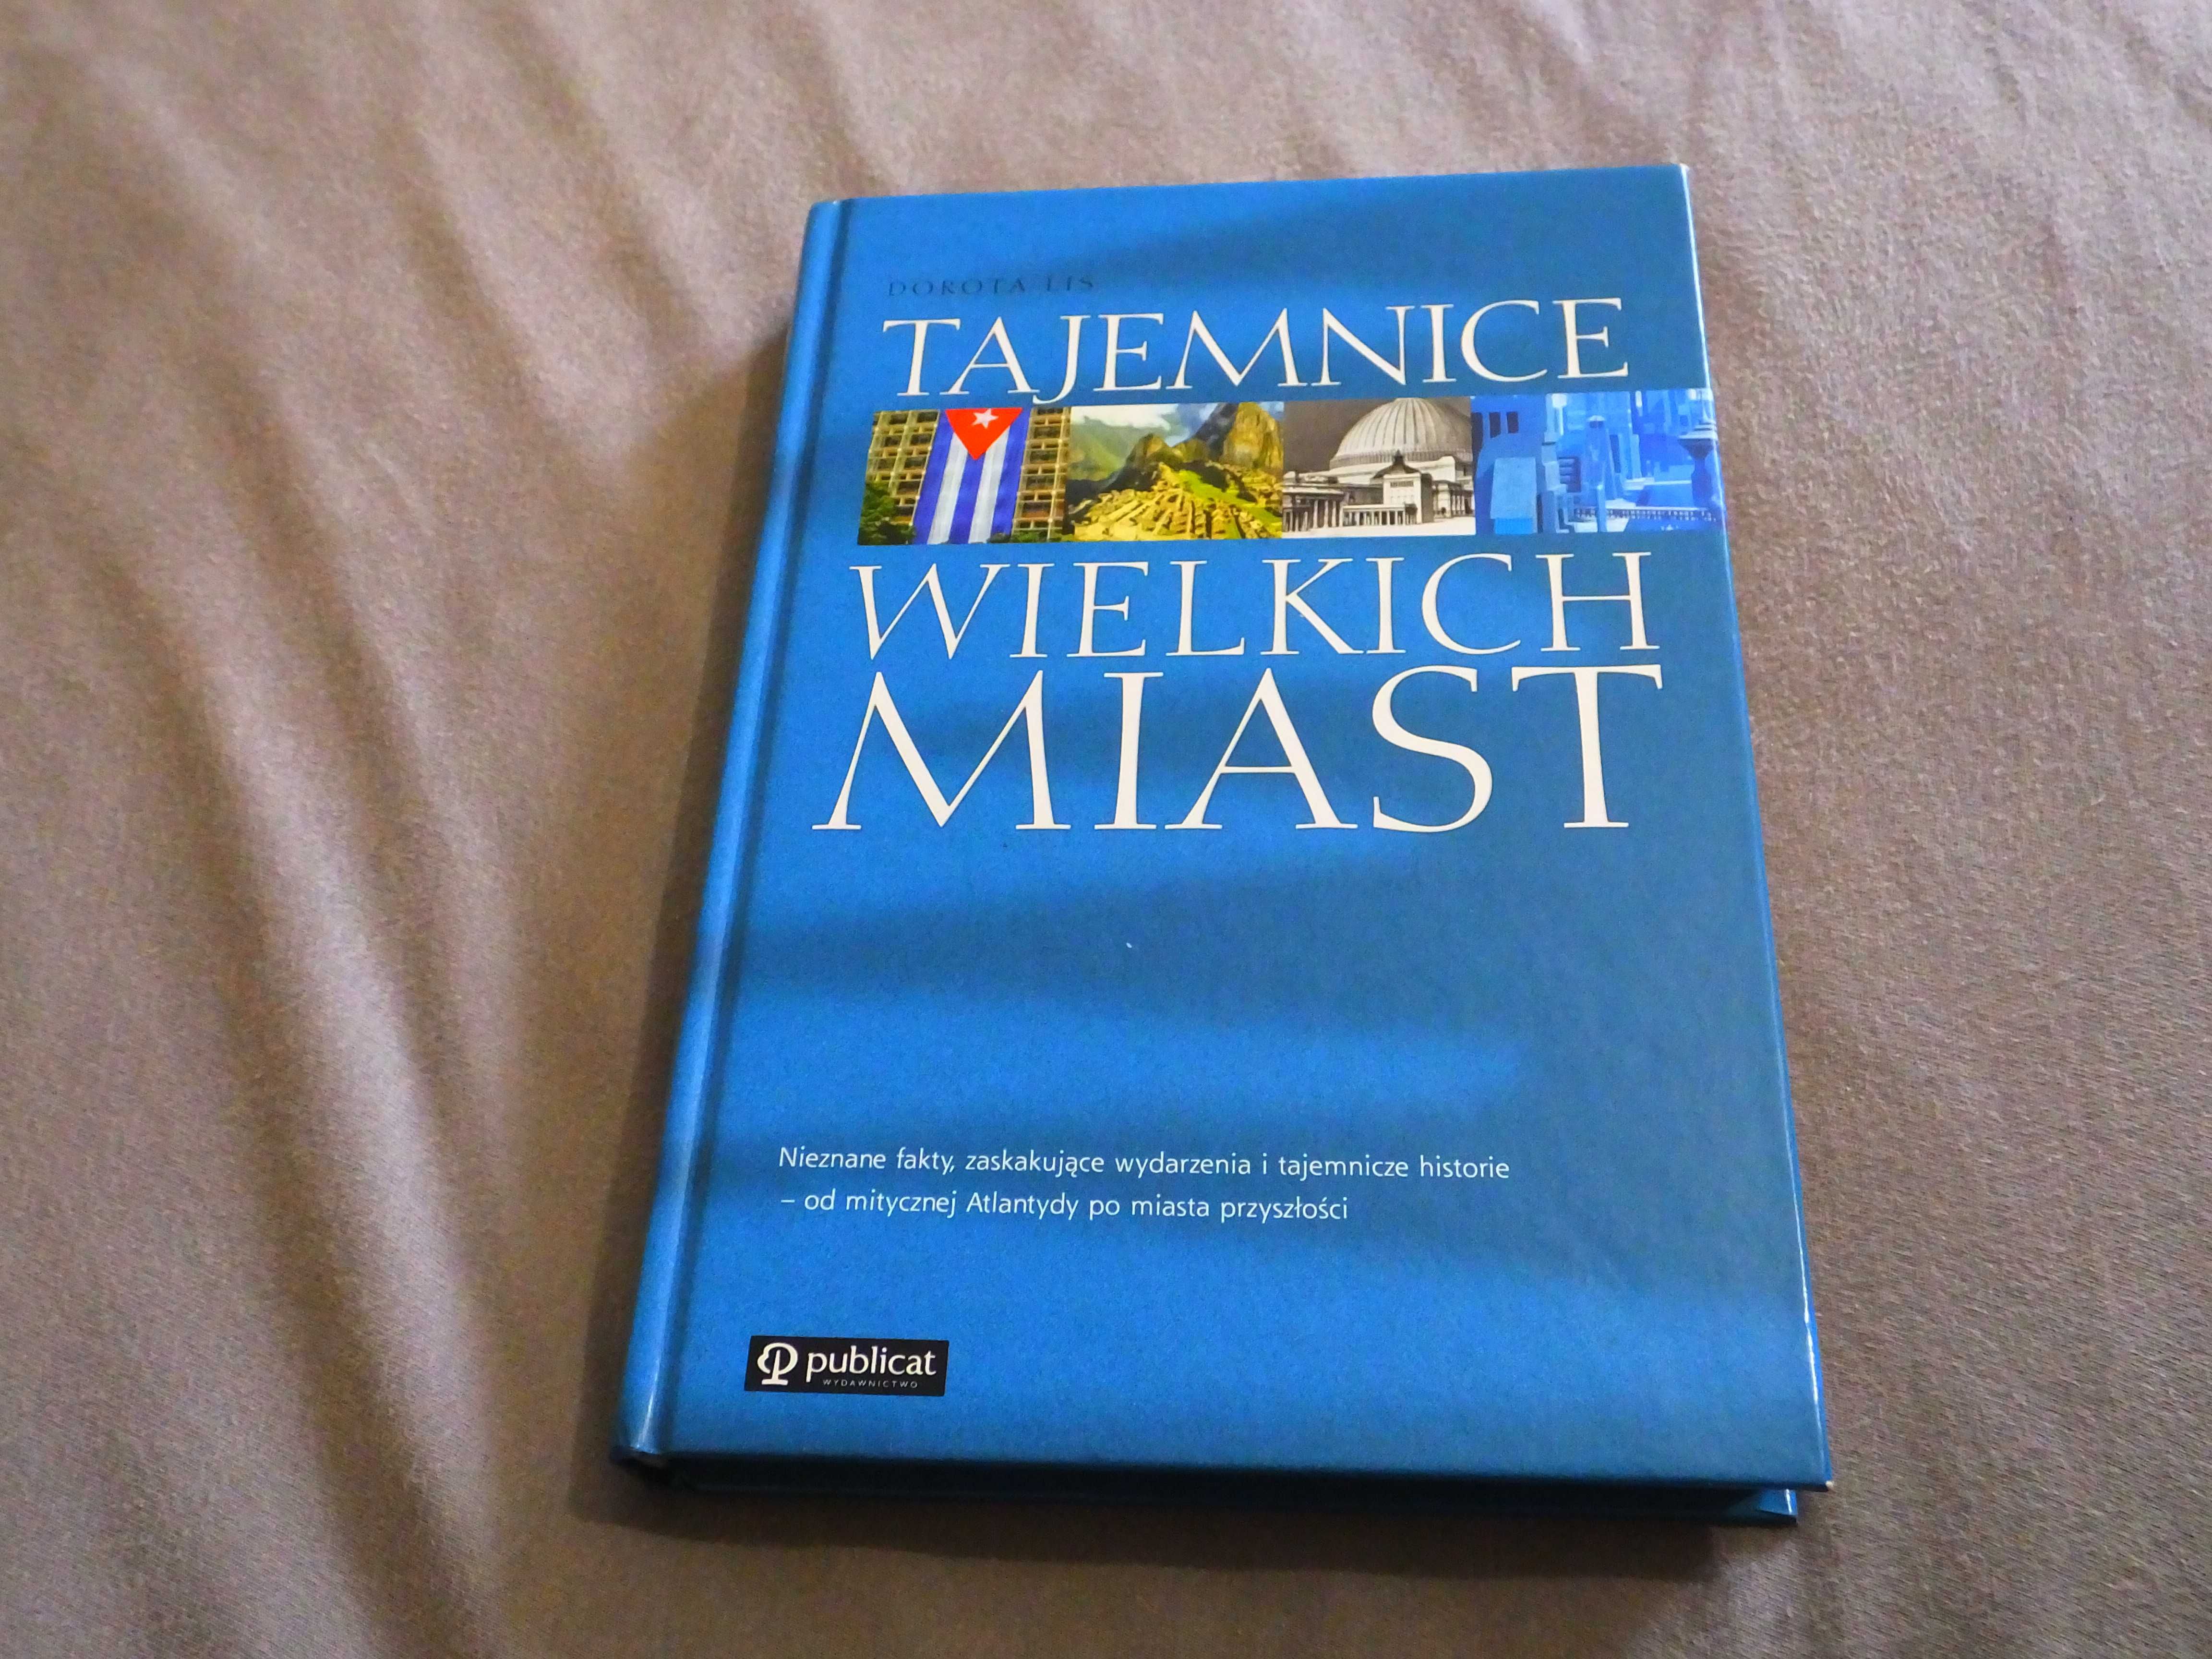 DOROTA LIS
TAJEMNICE
WIELKICH
MIAST
Nieznane fakty, zaskakujące wydarzenia i tajemnicze historie
– od mitycznej Atlantydy po miasta przyszłości
publicat
WYDAWNICTWO